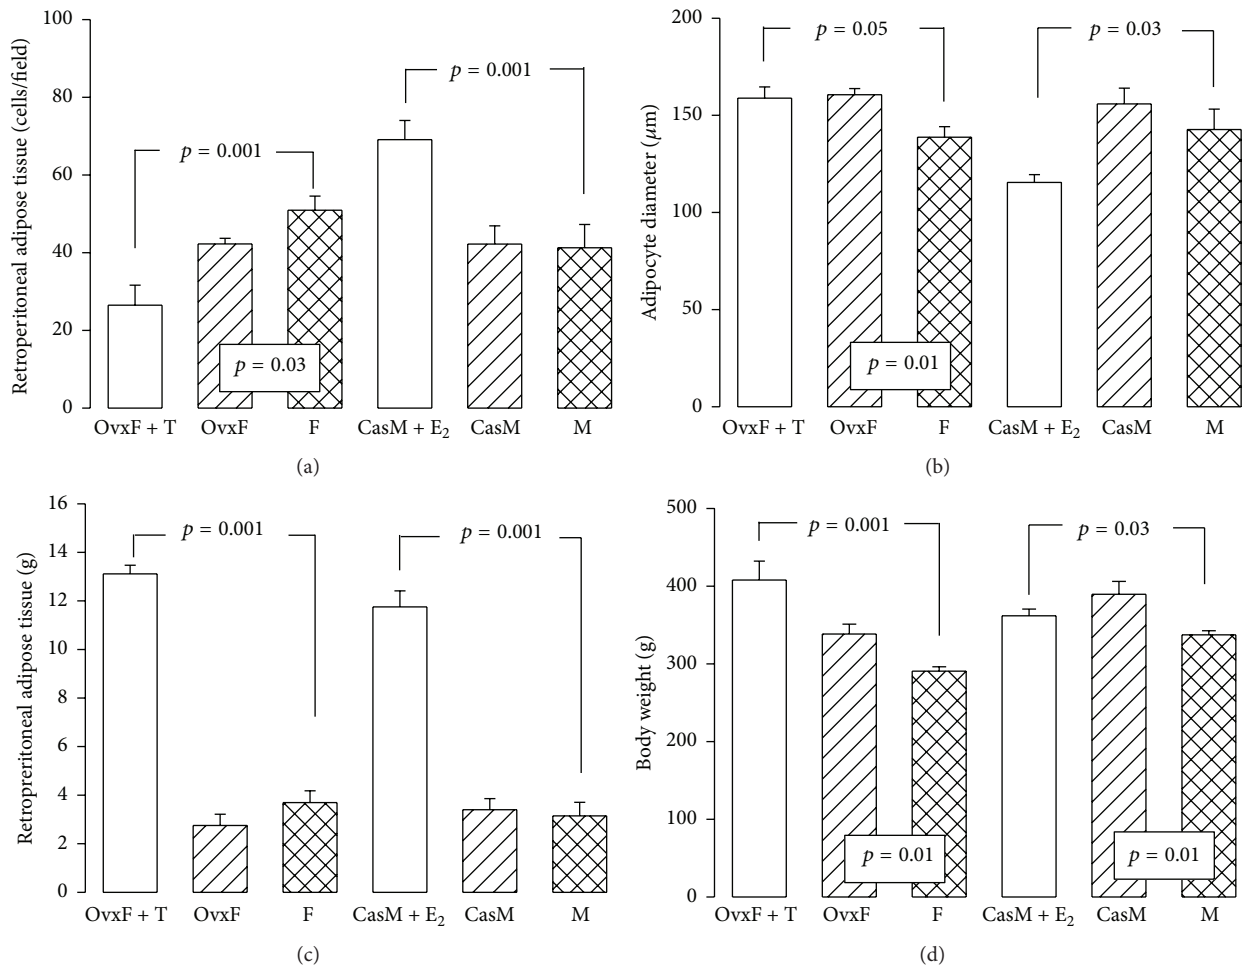 Retroperitoneal adipose tissue (cells/field)
100
80
60
40
20
0
p = 0.001
p = 0.001
p = 0.03
OvxF + T OvxF F CasM + E₂ CasM M
(a)
Adipocyte diameter (μm)
200
150
100
50
0
p = 0.05
p = 0.03
p = 0.01
OvxF + T OvxF F CasM + E₂ CasM M
(b)
Retropreritoneal adipose tissue (g)
16
14
12
10
8
6
4
2
0
p = 0.001
p = 0.001
OvxF + T OvxF F CasM + E₂ CasM M
(c)
Body weight (g)
500
400
300
200
100
0
p = 0.001
p = 0.03
p = 0.01
p = 0.01
OvxF + T OvxF F CasM + E₂ CasM M
(d)